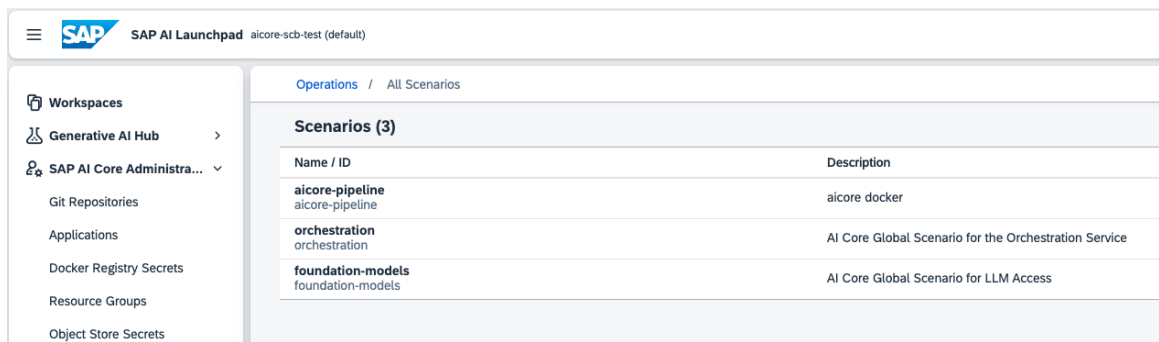 SAP SAP AI Launchpad aicore-scb-test (default)
Workspaces
Generative AI Hub
SAP AI Core Administra...
Git Repositories
Applications
Docker Registry Secrets
Resource Groups
Object Store Secrets
Operations / All Scenarios
Scenarios (3)
Name / ID Description
aicore-pipeline
aicore-pipeline
aicore docker
orchestration
orchestration
AI Core Global Scenario for the Orchestration Service
foundation-models
foundation-models
AI Core Global Scenario for LLM Access